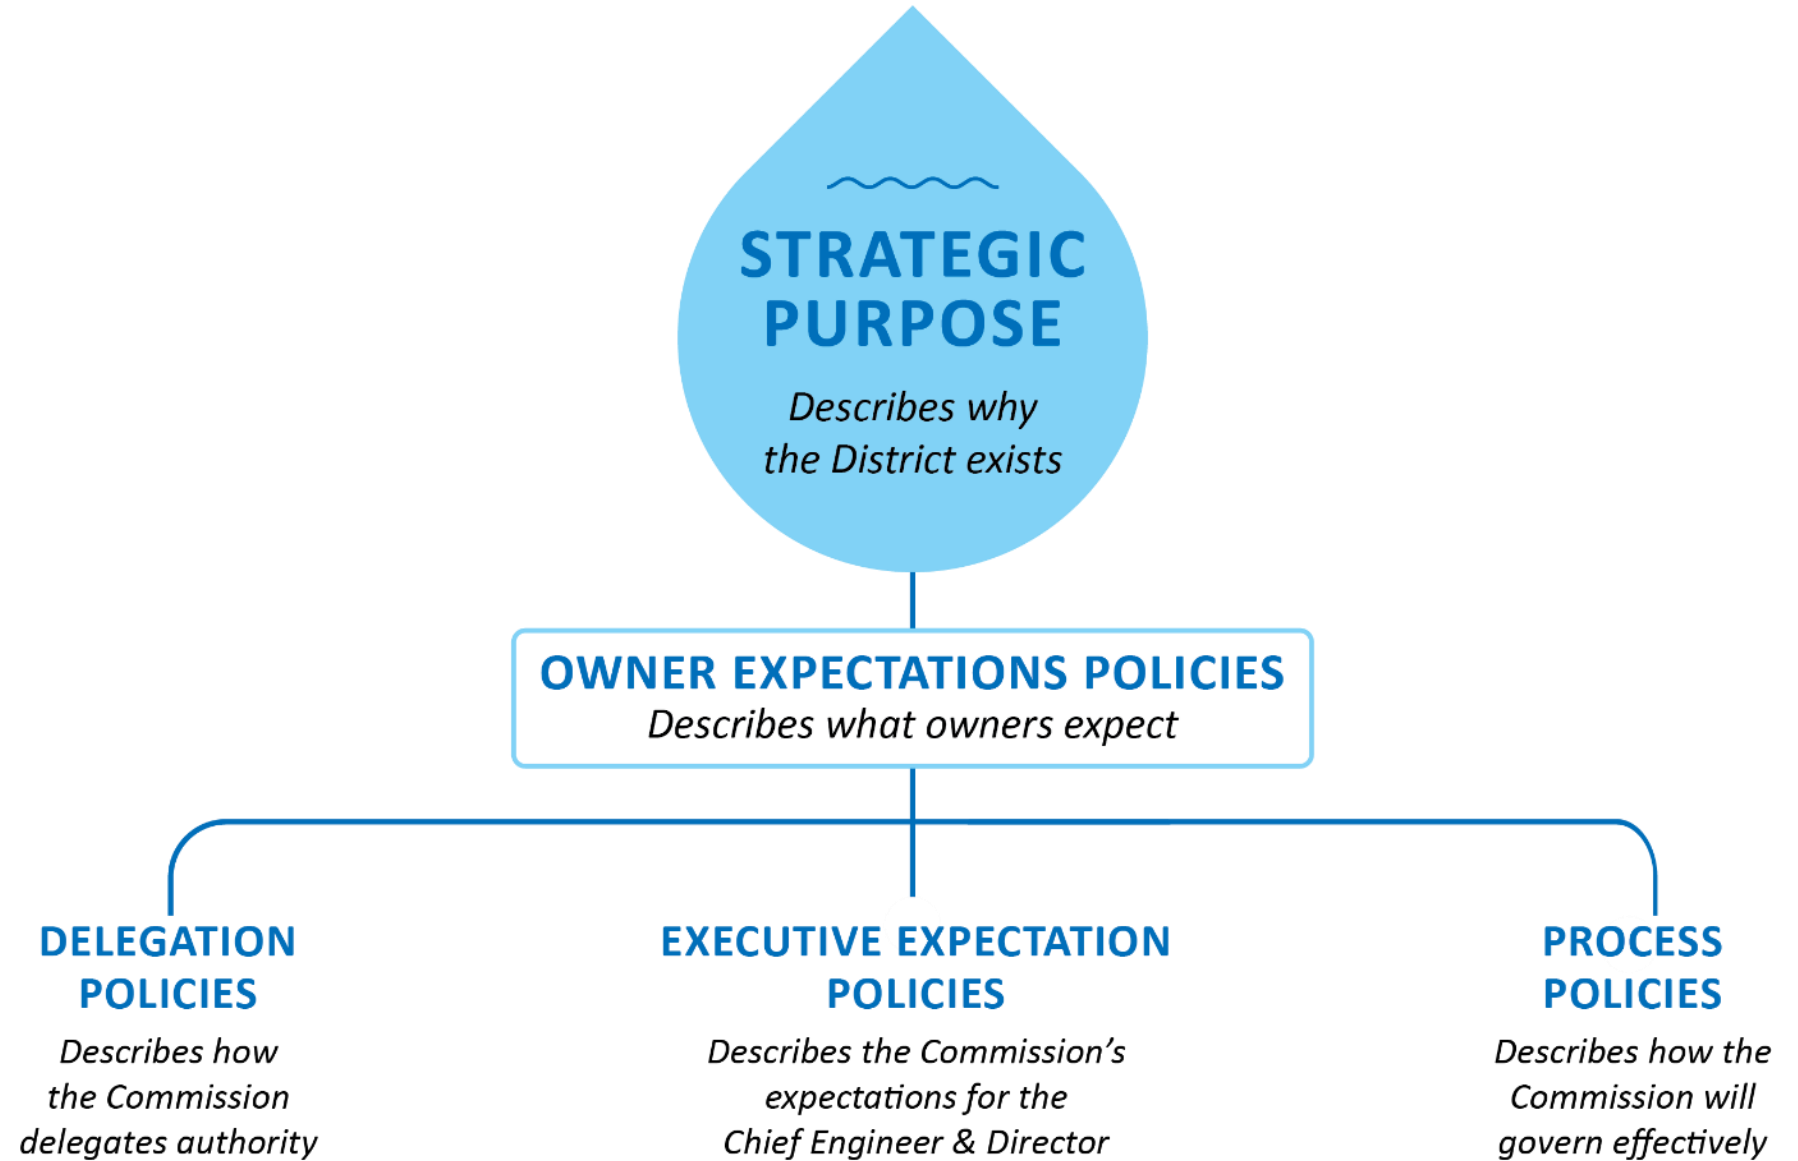 STRATEGIC
PURPOSE
Describes why
the District exists
OWNER EXPECTATIONS POLICIES
Describes what owners expect
DELEGATION
POLICIES
Describes how
the Commission
delegates authority
EXECUTIVE EXPECTATION
POLICIES
Describes the Commission’s
expectations for the
Chief Engineer & Director
PROCESS
POLICIES
Describes how the
Commission will
govern effectively